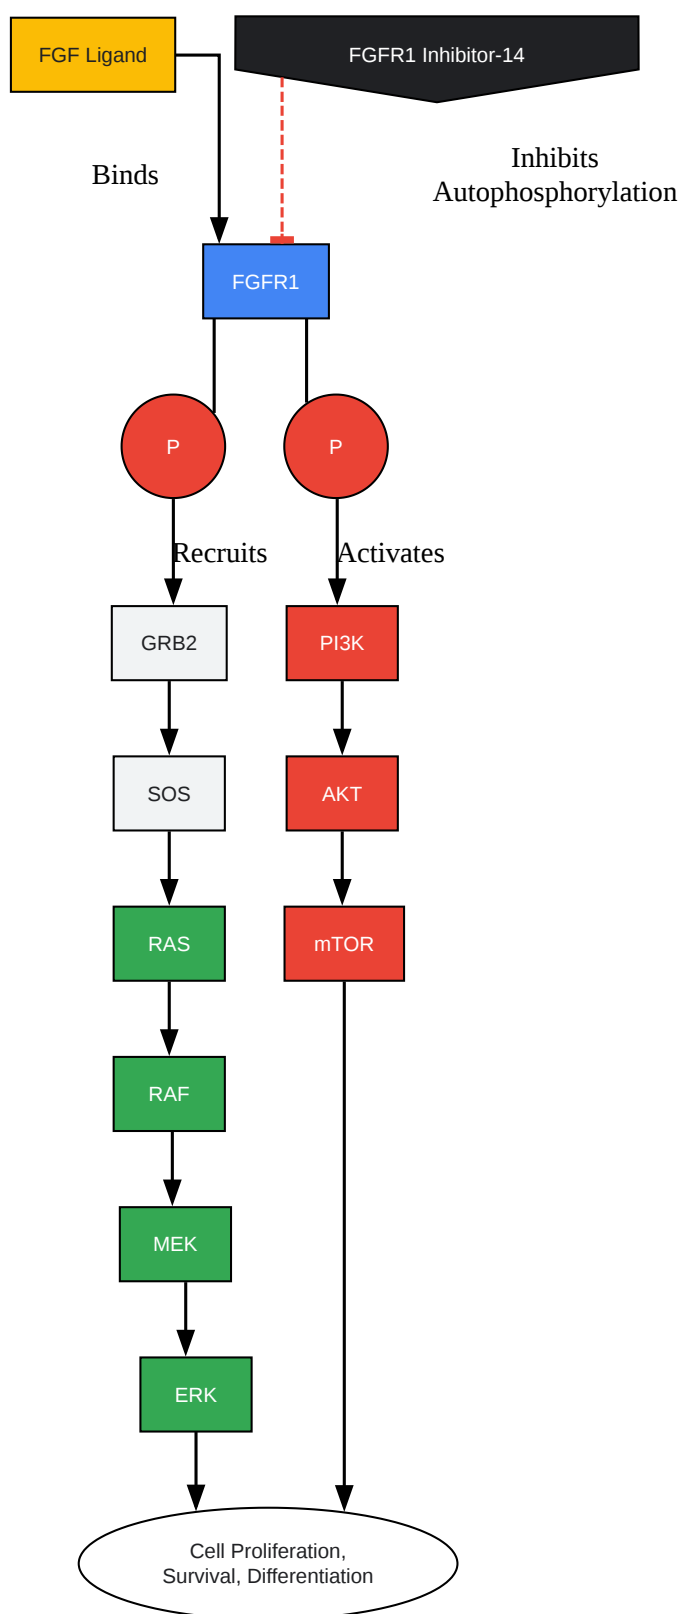 FGF Ligand
FGFR1 Inhibitor-14
Binds
Inhibits
Autophosphorylation
FGFR1
P
P
Recruits
Activates
GRB2
PI3K
SOS
AKT
RAS
mTOR
RAF
MEK
ERK
Cell Proliferation,
Survival, Differentiation